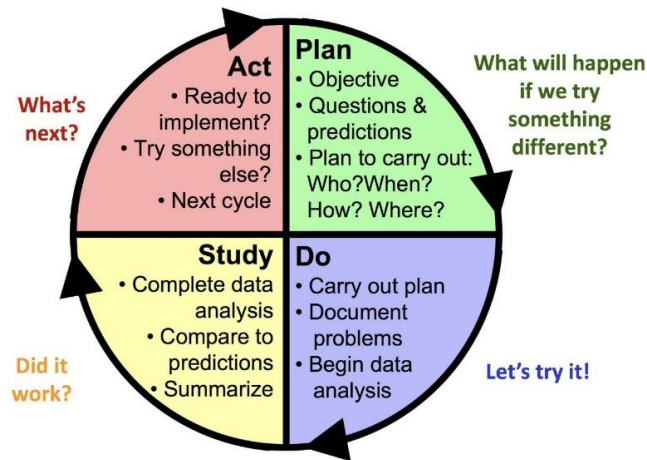 Act
• Ready to
implement?
• Try something
else?
• Next cycle
Plan
• Objective
• Questions &
predictions
• Plan to carry out:
Who?When?
How? Where?
What will happen
if we try
something
different?
What's
next?
Study
• Complete data
analysis
• Compare to
predictions
• Summarize
Do
• Carry out plan
• Document
problems
• Begin data
analysis
Did it
work?
Let's try it!